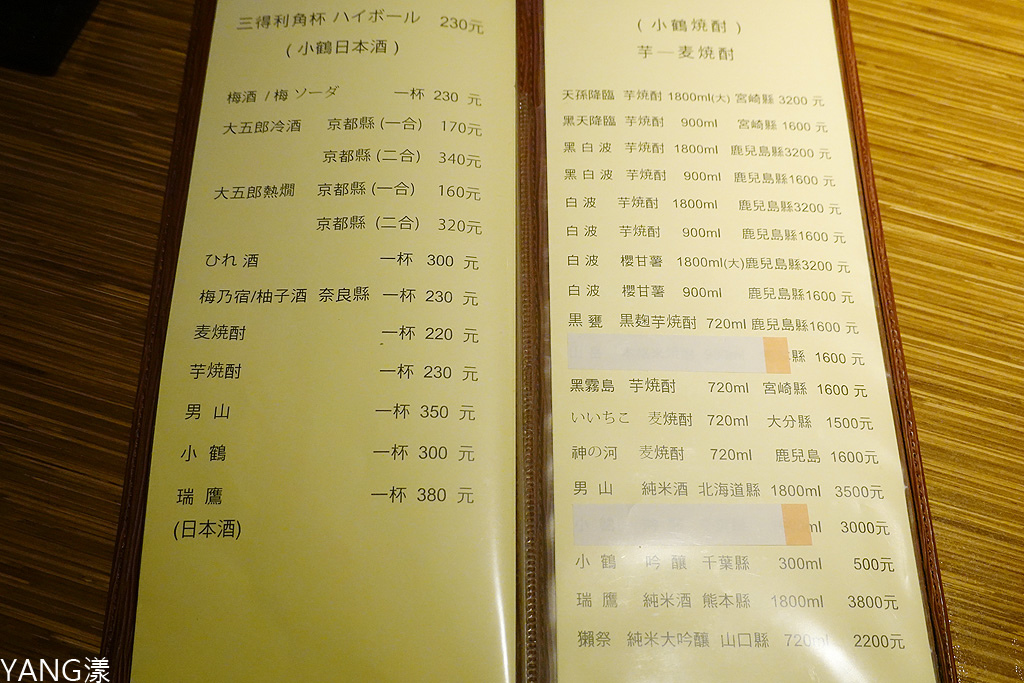 三得利角杯 ハイボール 230元
(小鶴日本酒)
梅酒 / 梅 ソーダ 一杯 230 元
大五郎冷酒 京都縣 (一合) 170元
京都縣 (二合) 340元
大五郎熱燗 京都縣 (一合) 160元
京都縣 (二合) 320元
ひれ 酒 一杯 300 元
梅乃宿/柚子酒 奈良縣 一杯 230 元
麦焼酎 一杯 220 元
芋焼酎 一杯 230 元
男 山 一杯 350 元
小 鶴 一杯 300 元
瑞 鷹 一杯 380 元
(日本酒)
(小鶴焼酎)
芋—麦焼酎
天孫降臨 芋焼酎 1800ml(大) 宮崎縣 3200 元
黑天降臨 芋焼酎 900ml 宮崎縣 1600 元
黑 白 波 芋焼酎 1800ml 鹿兒島縣3200 元
黑 白 波 芋焼酎 900ml 鹿兒島縣1600 元
白 波 芋焼酎 1800ml 鹿兒島縣3200 元
白 波 芋焼酎 900ml 鹿兒島縣1600 元
白 波 櫻甘薯 1800ml(大)鹿兒島縣3200 元
白 波 櫻甘薯 900ml 鹿兒島縣1600 元
黒 甕 黒麹芋焼酎 720ml 鹿兒島縣1600 元
縣 1600 元
黑霧島 芋焼酎 720ml 宮崎縣 1600 元
いいちこ 麦焼酎 720ml 大分縣 1500元
神の河 麦焼酎 720ml 鹿兒島 1600元
男 山 純米酒 北海道縣 1800ml 3500元
ml 3000元
小 鶴 吟 釀 千葉縣 300ml 500元
瑞 鷹 純米酒 熊本縣 1800ml 3800元
獺祭 純米大吟釀 山口縣 720ml 2200元
YANG漾